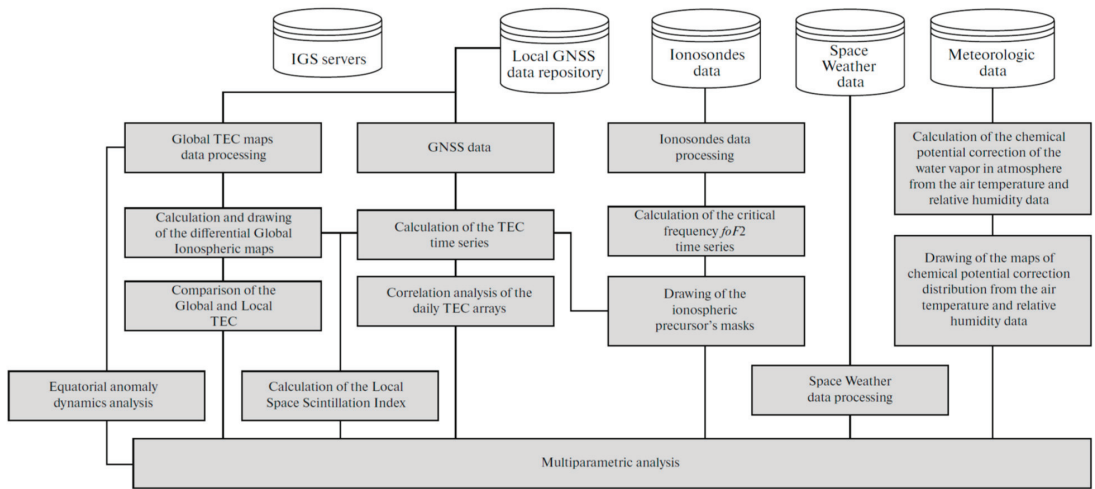 IGS servers
Local GNSS
data repository
Ionosondes
data
Space
Weather
data
Meteorologic
data
Global TEC maps
data processing
GNSS data
Ionosondes data
processing
Calculation of the chemical
potential correction of the
water vapor in atmosphere
from the air temperature and
relative humidity data
Calculation and drawing
of the differential Global
Ionospheric maps
Calculation of the TEC
time series
Calculation of the critical
frequency foF2
time series
Drawing of the maps of
chemical potential correction
distribution from the air
temperature and relative
humidity data
Comparison of the
Global and Local
TEC
Correlation analysis of the
daily TEC arrays
Drawing of the
ionospheric
precursor's masks
Equatorial anomaly
dynamics analysis
Calculation of the Local
Space Scintillation Index
Space Weather
data processing
Multiparametric analysis